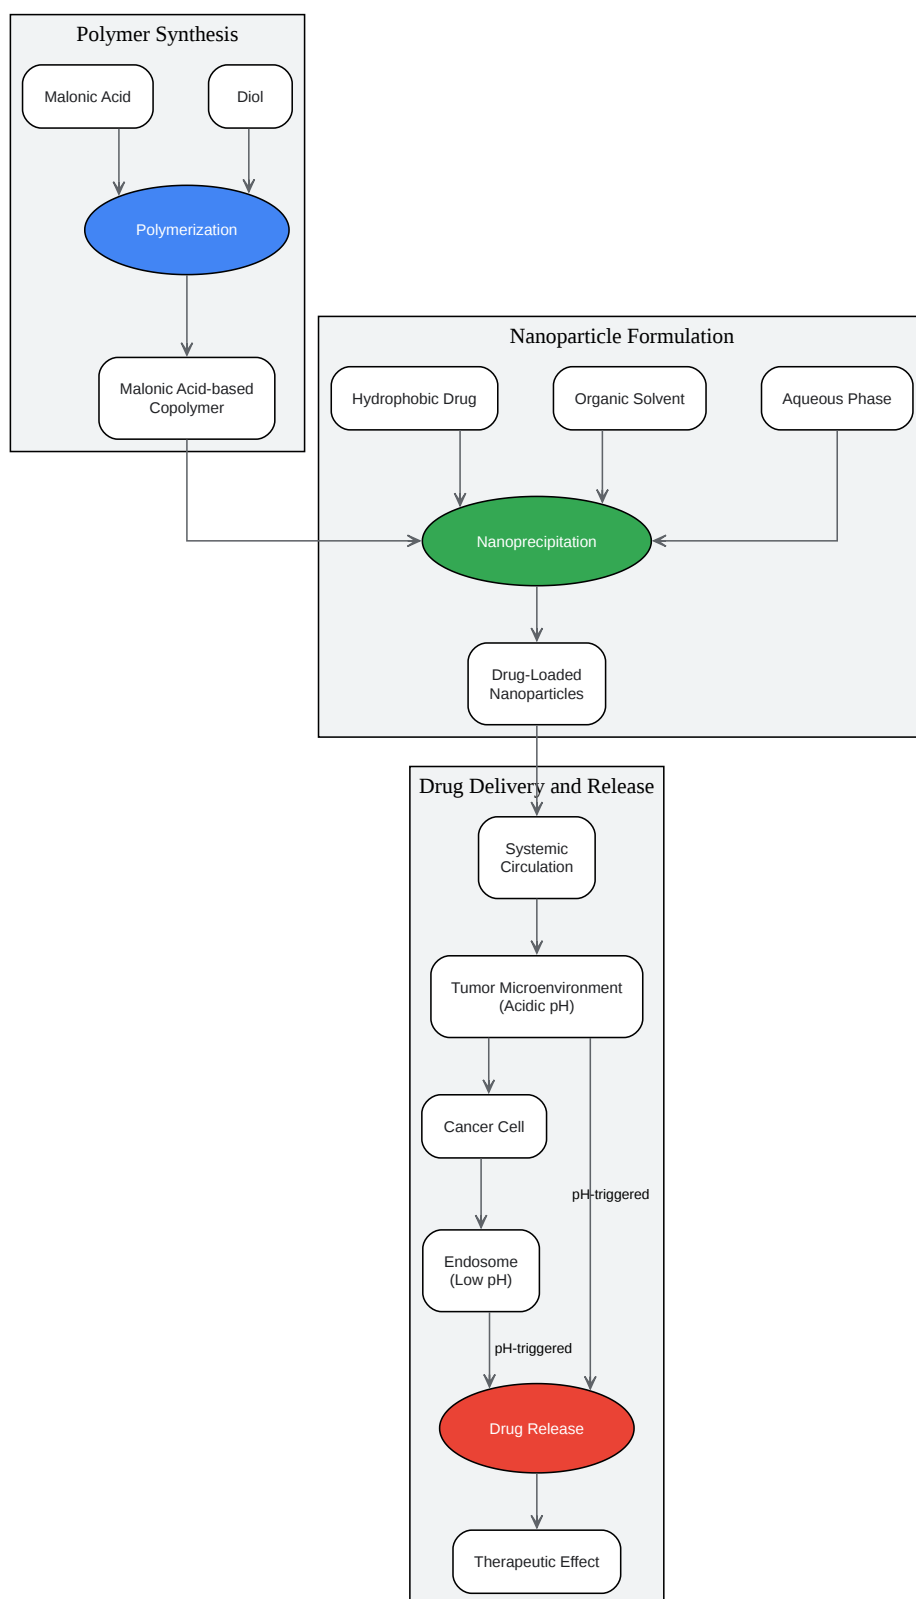 Polymer Synthesis
Malonic Acid
Diol
Polymerization
Malonic Acid-based
Copolymer
Nanoparticle Formulation
Hydrophobic Drug
Organic Solvent
Aqueous Phase
Nanoprecipitation
Drug-Loaded
Nanoparticles
Drug Delivery and Release
Systemic
Circulation
Tumor Microenvironment
(Acidic pH)
Cancer Cell
pH-triggered
Endosome
(Low pH)
pH-triggered
Drug Release
Therapeutic Effect